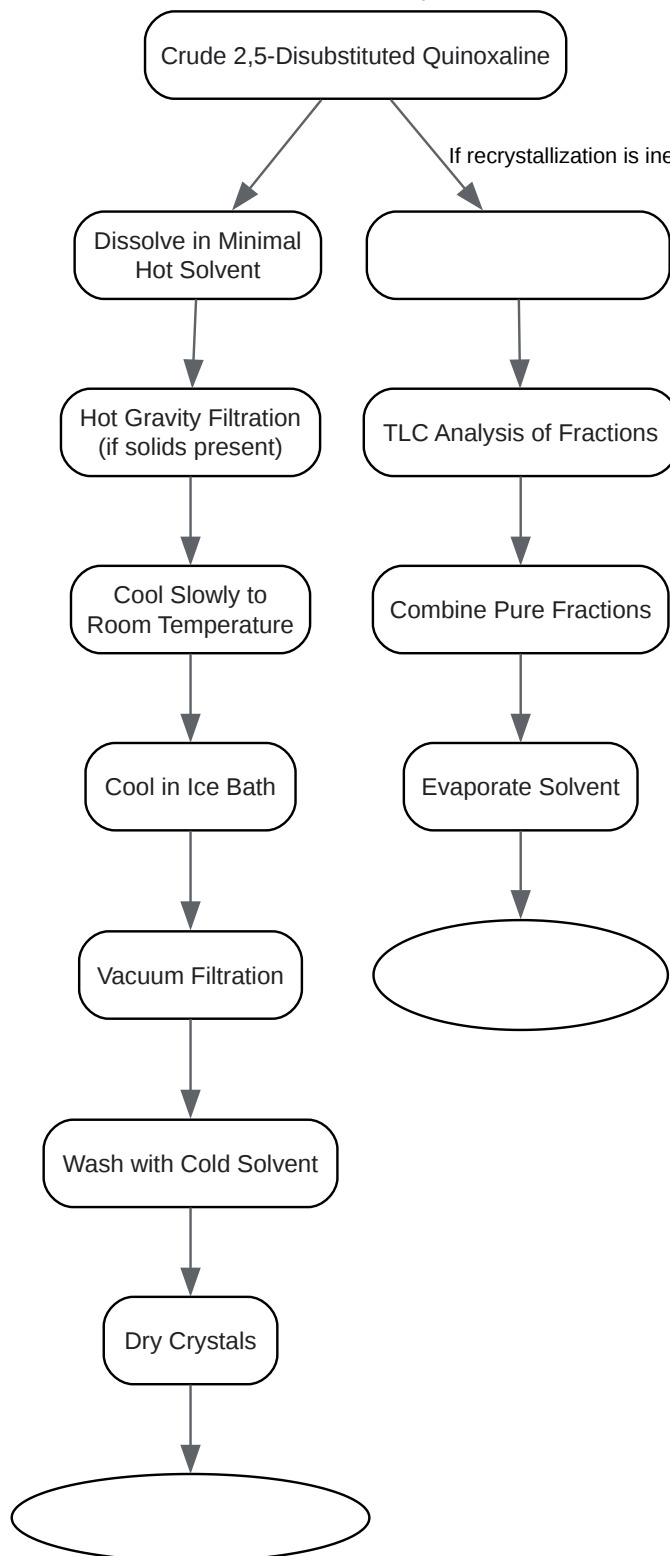 Crude 2,5-Disubstituted Quinoxaline
If recrystallization is
Dissolve in Minimal
Hot Solvent
Hot Gravity Filtration
(if solids present)
TLC Analysis of Fractions
Cool Slowly to
Room Temperature
Combine Pure Fractions
Cool in Ice Bath
Evaporate Solvent
Vacuum Filtration
Wash with Cold Solvent
Dry Crystals